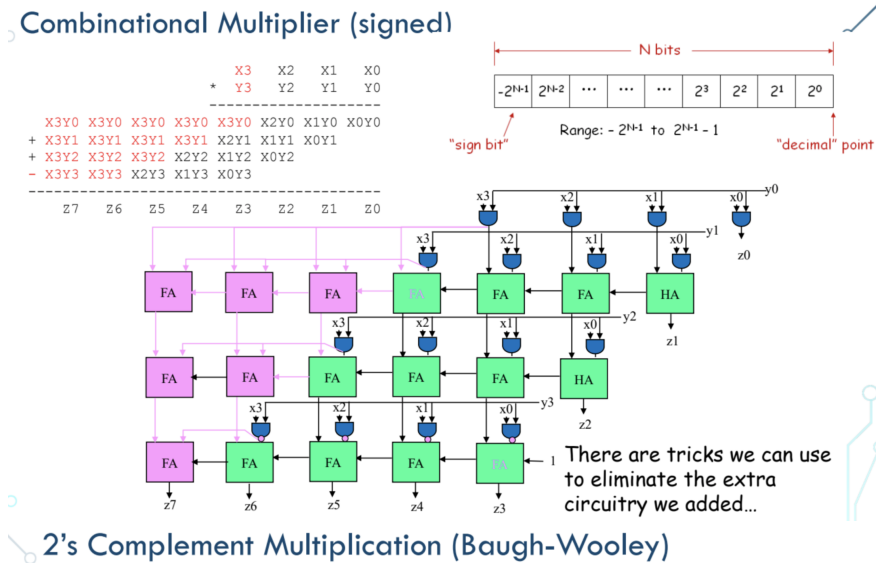 Combinational Multiplier (signed)
N bits
X3 X2 X1 X0
* Y3 Y2 Y1 Y0
--------------------
X3Y0 X3Y0 X3Y0 X3Y0 X3Y0 X2Y0 X1Y0 X0Y0
+ X3Y1 X3Y1 X3Y1 X3Y1 X2Y1 X1Y1 X0Y1
+ X3Y2 X3Y2 X3Y2 X2Y2 X1Y2 X0Y2
- X3Y3 X3Y3 X2Y3 X1Y3 X0Y3
-----------------------------------------
Z7 Z6 Z5 Z4 Z3 Z2 Z1 Z0
-2ᴺ⁻¹ 2ᴺ⁻² ... ... ... 2³ 2² 2¹ 2⁰
Range: - 2ᴺ⁻¹ to 2ᴺ⁻¹ - 1
"sign bit"
"decimal" point
x3 x2 x1 x0 y0
x3 x2 x1 x0 y1
z0
FA FA FA FA FA FA HA
x3 x2 x1 x0 y2
z1
FA FA FA FA FA HA
x3 x2 x1 x0 y3
z2
FA FA FA FA FA 1
z7 z6 z5 z4 z3
There are tricks we can use
to eliminate the extra
circuitry we added…
2's Complement Multiplication (Baugh-Wooley)